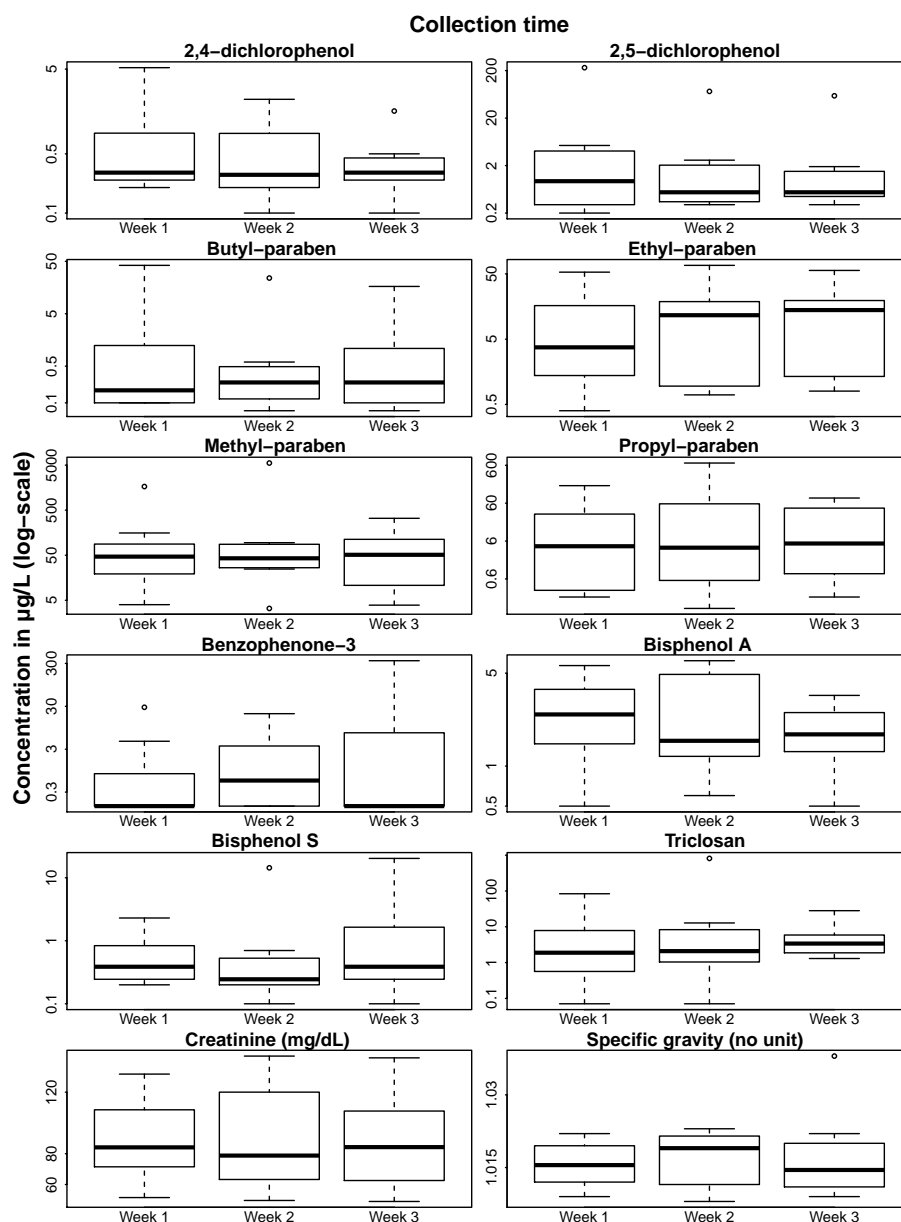 Collection time
Concentration in µg/L (log−scale)
2,4−dichlorophenol
5
0.5
0.1
Week 1 Week 2 Week 3
2,5−dichlorophenol
200
20
2
0.2
Week 1 Week 2 Week 3
Butyl−paraben
50
5
0.5
0.1
Week 1 Week 2 Week 3
Ethyl−paraben
50
5
0.5
Week 1 Week 2 Week 3
Methyl−paraben
5000
500
50
5
Week 1 Week 2 Week 3
Propyl−paraben
600
60
6
0.6
Week 1 Week 2 Week 3
Benzophenone−3
300
30
3
0.3
Week 1 Week 2 Week 3
Bisphenol A
5
1
0.5
Week 1 Week 2 Week 3
Bisphenol S
10
1
0.1
Week 1 Week 2 Week 3
Triclosan
100
10
1
0.1
Week 1 Week 2 Week 3
Creatinine (mg/dL)
120
80
60
Week 1 Week 2 Week 3
Specific gravity (no unit)
1.03
1.015
Week 1 Week 2 Week 3